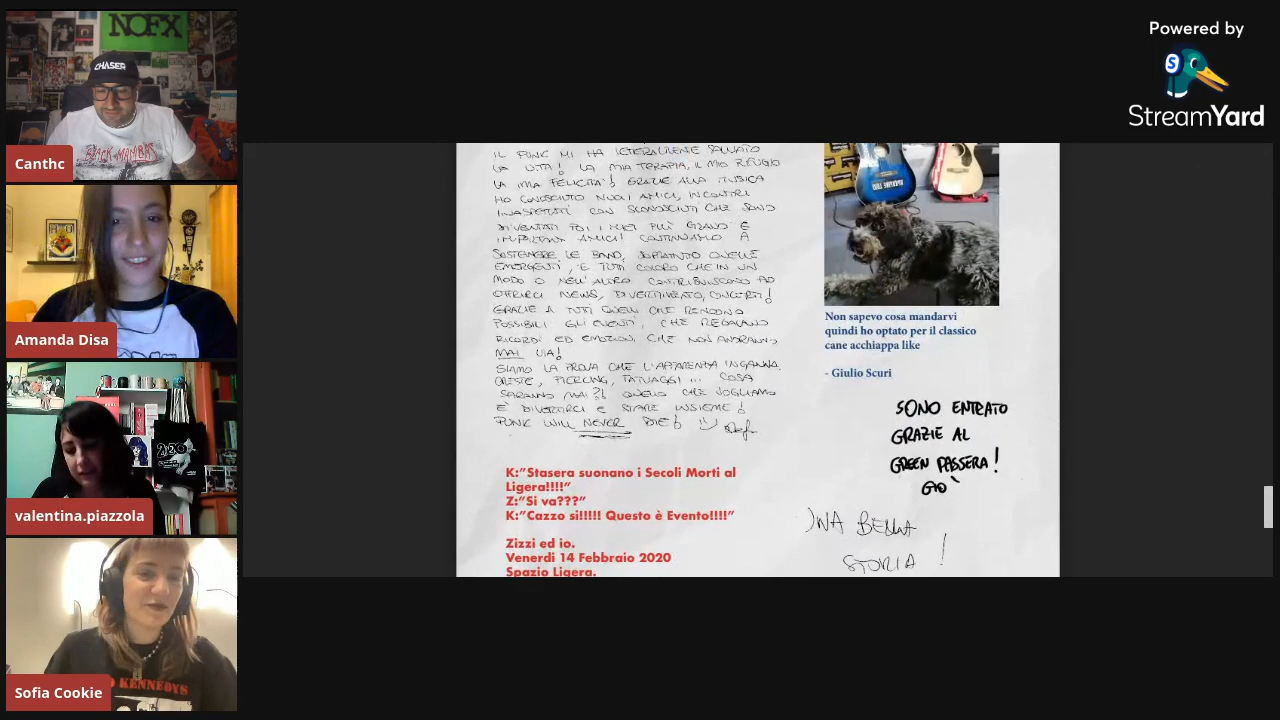 NOFX
CHASER
BLACK MAMBAS
Canthc
Amanda Disa
valentina.piazzola
KENNEDYS
Sofia Cookie
Powered by
StreamYard
IL PUNK MI HA LETTERALMENTE SALVATO
LA VITA! LA MIA TERAPIA, IL MIO RIFUGIO
LA MIA FELICITÀ! GRAZIE ALLA MUSICA
HO CONOSCIUTO NUOVI AMICI, INCONTRI
INASPETTATI CON SCONOSCIUTI CHE SONO
DIVENTATI POI I MIEI PIÙ GRANDI E
IMPORTANTI AMICI! CONTINUIAMO A
SOSTENERE LE BAND, SOPRATUTTO QUELLE
EMERGENTI, E TUTTI COLORO CHE IN UN
MODO O NELL'ALTRO CONTRIBUISCONO AD
OFFRIRCI NEWS, DIVERTIMENTO, CONCERTI!
GRAZIE A TUTTI QUELLI CHE RENDONO
POSSIBILI GLI EVENTI, CHE REGALANO
RICORDI ED EMOZIONI CHE NON ANDRANNO
MAI VIA!
SIAMO LA PROVA CHE L'APPARENZA INGANNA.
CRESTE, PIERCING, TATUAGGI ... COSA
SARANNO MAI?! QUELLO CHE VOGLIAMO
È DIVERTIRCI E STARE INSIEME!
PUNK WILL NEVER DIE!
K:"Stasera suonano i Secoli Morti al
Ligera!!!!"
Z:"Si va???"
K:"Cazzo si!!!!! Questo è Evento!!!!"
Zizzi ed io.
Venerdi 14 Febbraio 2020
Spazio Ligera.
Non sapevo cosa mandarvi
quindi ho optato per il classico
cane acchiappa like
- Giulio Scuri
SONO ENTRATO
GRAZIE AL
GREEN PASSERA!
GIÒ
UNA BELLA
STORIA!